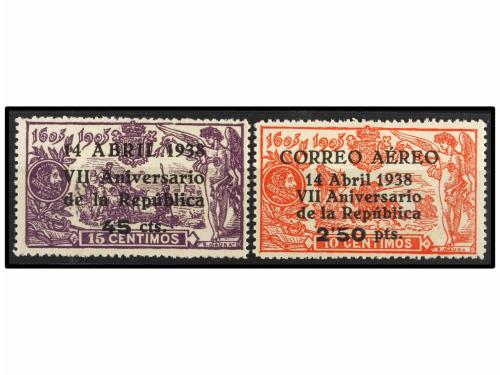 1605 1905
14 ABRIL 1938
VII Aniversario
de la República
45 cts.
15 CENTIMOS
1605 1905
CORREO AÉREO
14 Abril 1938
VII Aniversario
de la República
2'50 pts.
10 CENTIMOS